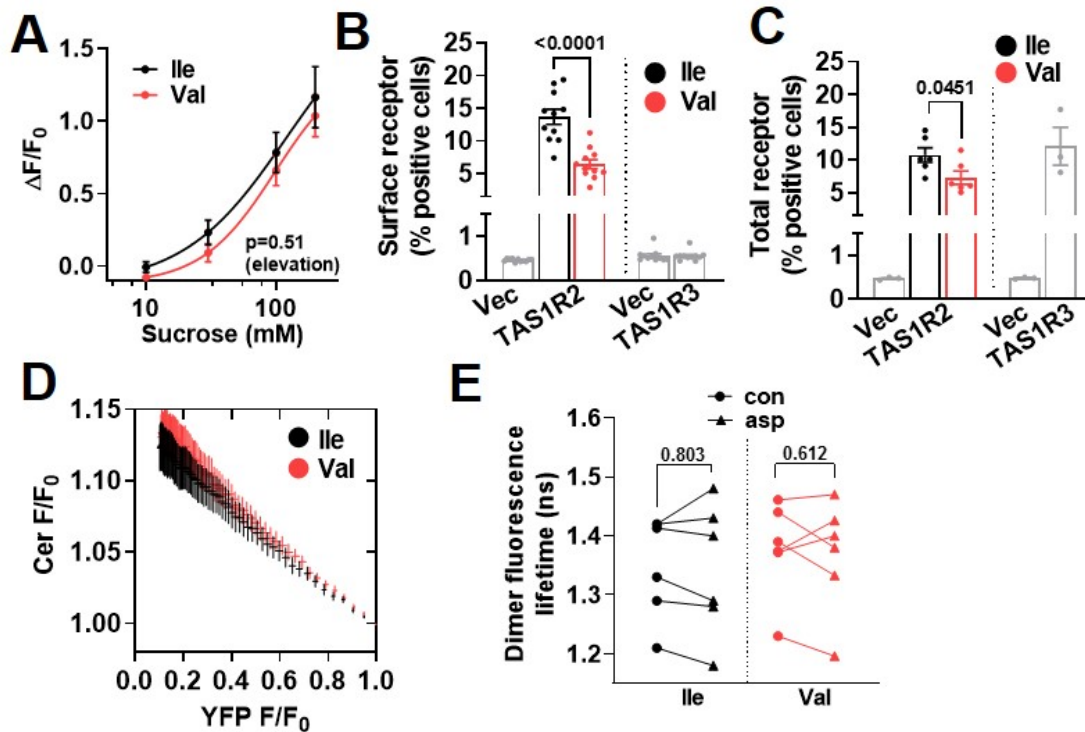 A
Ile
Val
ΔF/F0
1.5
1.0
0.5
0.0
p=0.51
(elevation)
10
100
Sucrose (mM)
B
Ile
Val
<0.0001
Surface receptor
(% positive cells)
25
20
15
10
5
1
0
Vec
TAS1R2
Vec
TAS1R3
C
Ile
Val
0.0451
Total receptor
(% positive cells)
25
20
15
10
5
1
0
Vec
TAS1R2
Vec
TAS1R3
D
Ile
Val
Cer F/F0
1.15
1.10
1.05
1.00
0.0 0.2 0.4 0.6 0.8 1.0
YFP F/F0
E
con
asp
0.803
0.612
Dimer fluorescence
lifetime (ns)
1.6
1.5
1.4
1.3
1.2
Ile
Val